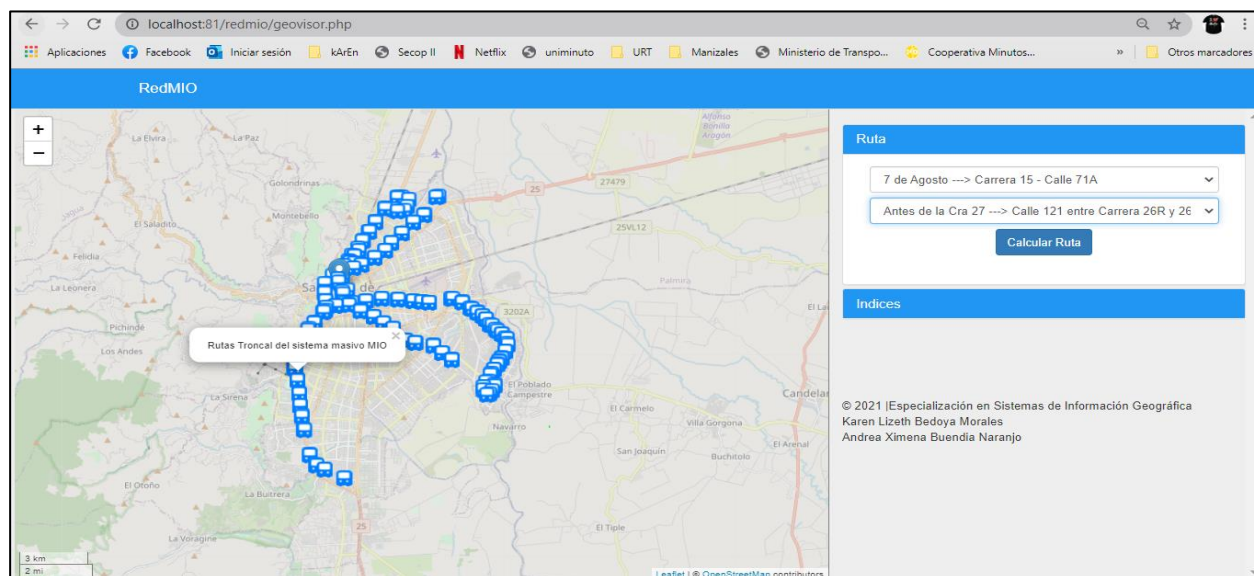 localhost:81/redmio/geovisor.php
Aplicaciones Facebook Iniciar sesión kArEn Secop II Netflix uniminuto URT Manizales Ministerio de Transpo... Cooperativa Minutos... » Otros marcadores
RedMIO
+
−
La Elvira
La Paz
Alfonso Bonilla Aragón
Golondrinas
25
27479
Montebello
El Saladito
25VL12
Felidia
La Leonera
Palmira
3202A
Pichindé
Los Andes
Rutas Troncal del sistema masivo MIO
×
La Sirena
El Poblado Campestre
El Carmelo
Candelar
Villa Gorgona
Navarro
El Arenal
San Joaquín
Buchitolo
El Otoño
La Buitrera
El Tiple
La Voragine
25
3 km
2 mi
Leaflet | © OpenStreetMap contributors
Ruta
7 de Agosto ---> Carrera 15 - Calle 71A
Antes de la Cra 27 ---> Calle 121 entre Carrera 26R y 26
Calcular Ruta
Indices
© 2021 |Especialización en Sistemas de Información Geográfica
Karen Lizeth Bedoya Morales
Andrea Ximena Buendia Naranjo